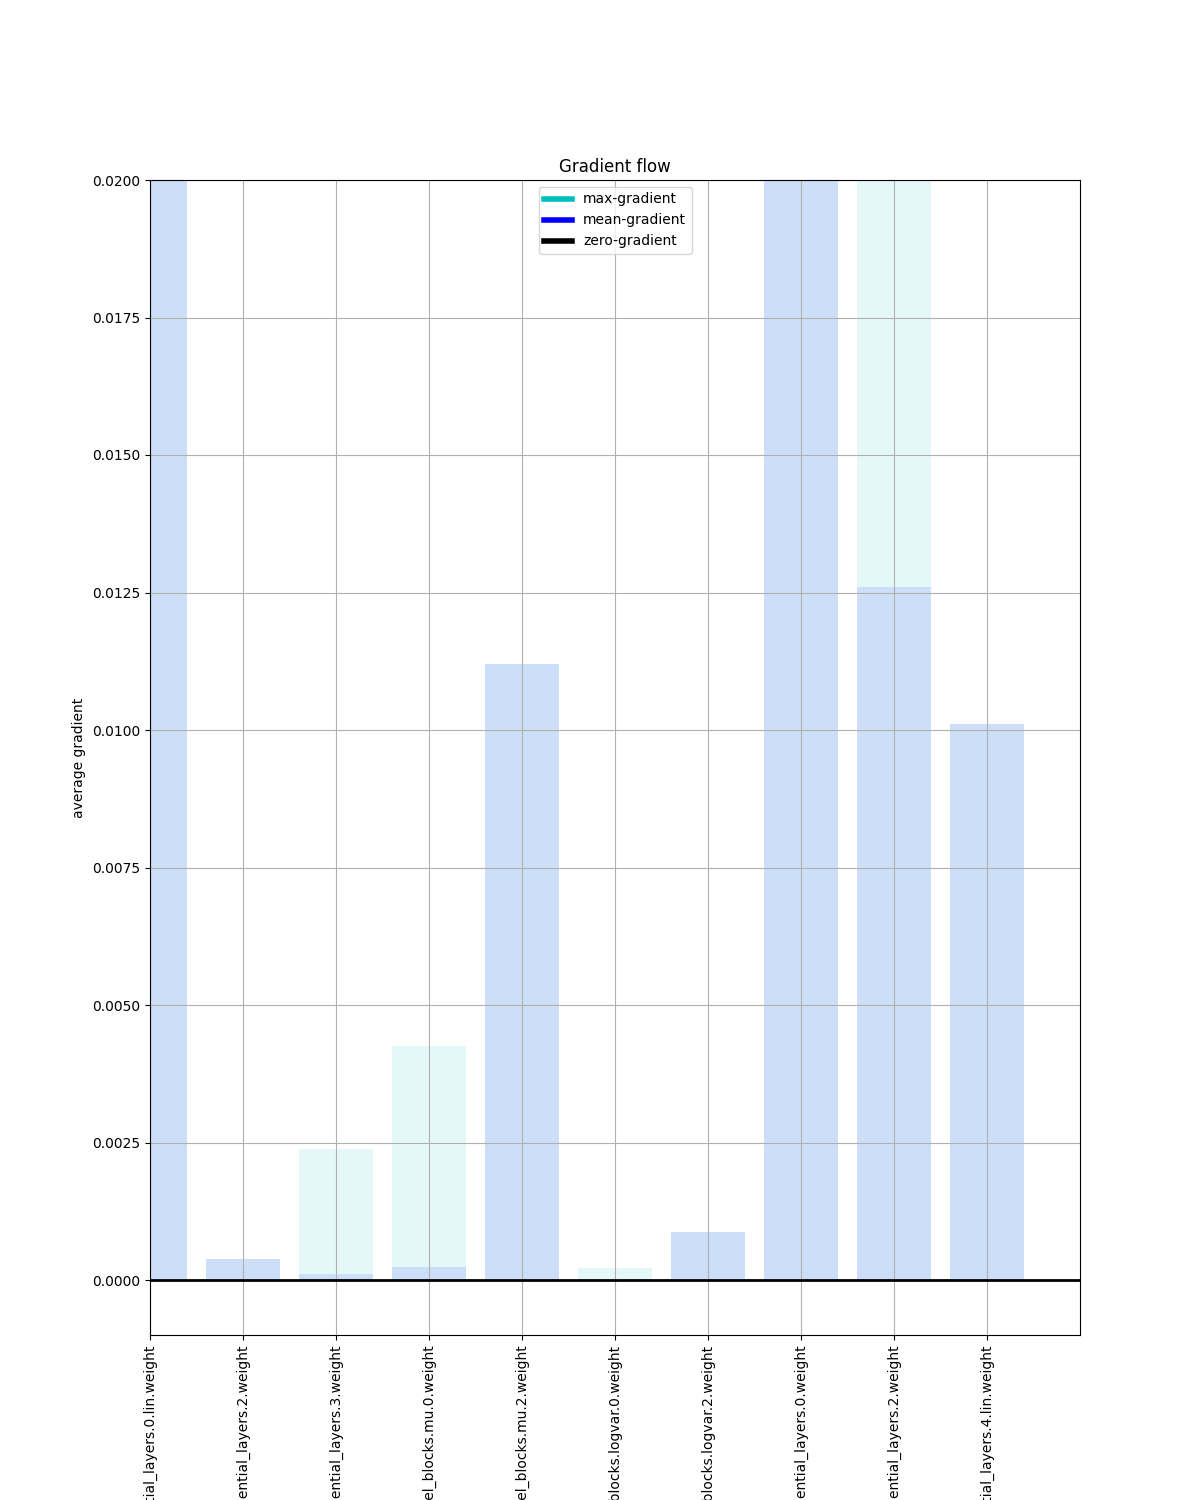 Gradient flow
max-gradient
mean-gradient
zero-gradient
0.0200
0.0175
0.0150
0.0125
0.0100
0.0075
0.0050
0.0025
0.0000
average gradient
tial_layers.0.lin.weight
ential_layers.2.weight
ential_layers.3.weight
el_blocks.mu.0.weight
el_blocks.mu.2.weight
blocks.logvar.0.weight
blocks.logvar.2.weight
ential_layers.0.weight
ential_layers.2.weight
tial_layers.4.lin.weight